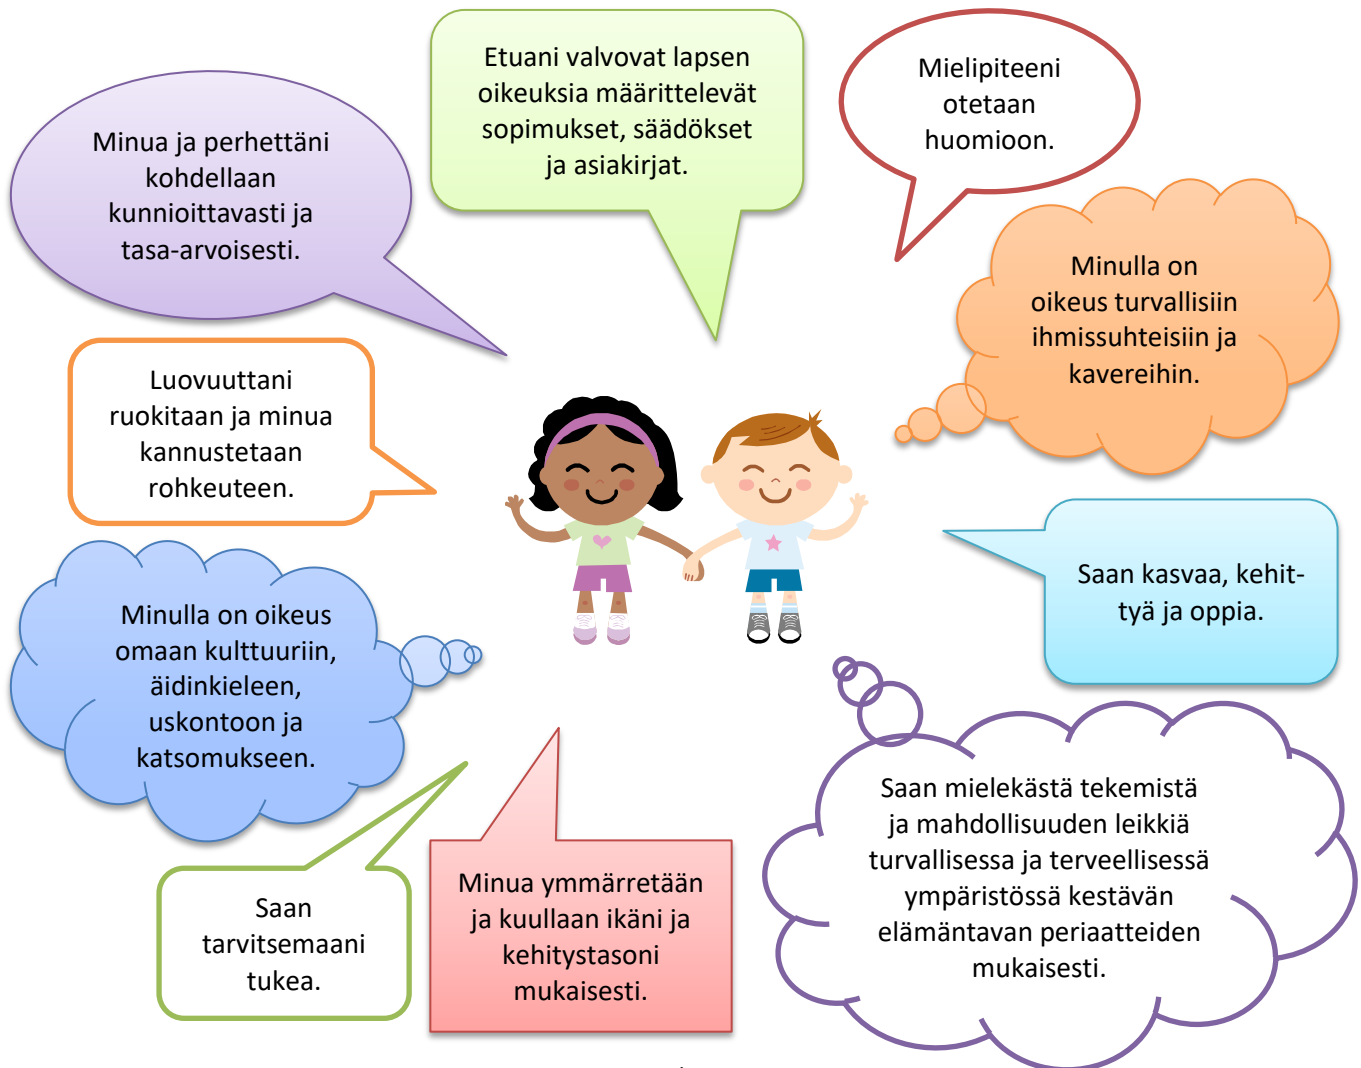 Etuani valvovat lapsen
oikeuksia määrittelevät
sopimukset, säädökset
ja asiakirjat.
Mielipiteeni
otetaan
huomioon.
Minua ja perhettäni
kohdellaan
kunnioittavasti ja
tasa-arvoisesti.
Minulla on
oikeus turvallisiin
ihmissuhteisiin ja
kavereihin.
Luovuuttani
ruokitaan ja minua
kannustetaan
rohkeuteen.
Saan kasvaa, kehit-
tyä ja oppia.
Minulla on oikeus
omaan kulttuuriin,
äidinkieleen,
uskontoon ja
katsomukseen.
Saan mielekästä tekemistä
ja mahdollisuuden leikkiä
turvallisessa ja terveellisessä
ympäristössä kestävän
elämäntavan periaatteiden
mukaisesti.
Minua ymmärretään
ja kuullaan ikäni ja
kehitystasoni
mukaisesti.
Saan
tarvitsemaani
tukea.